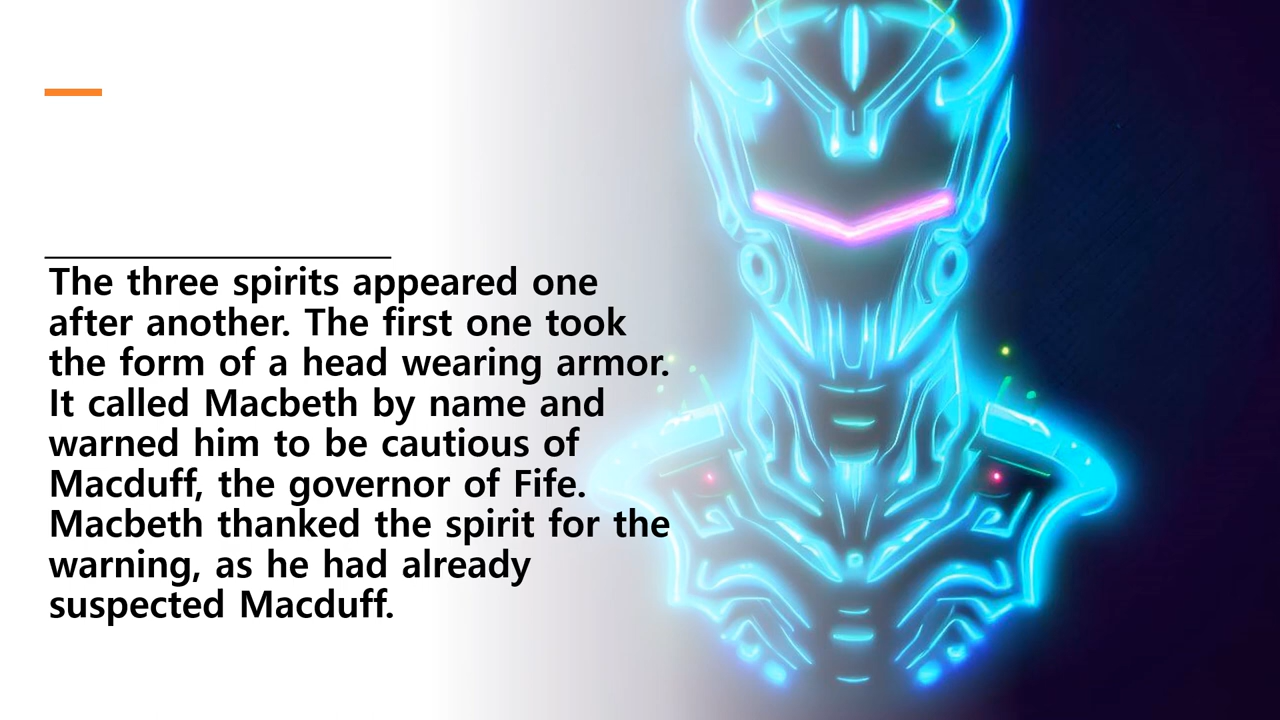 The three spirits appeared one
after another. The first one took
the form of a head wearing armor.
It called Macbeth by name and
warned him to be cautious of
Macduff, the governor of Fife.
Macbeth thanked the spirit for the
warning, as he had already
suspected Macduff.